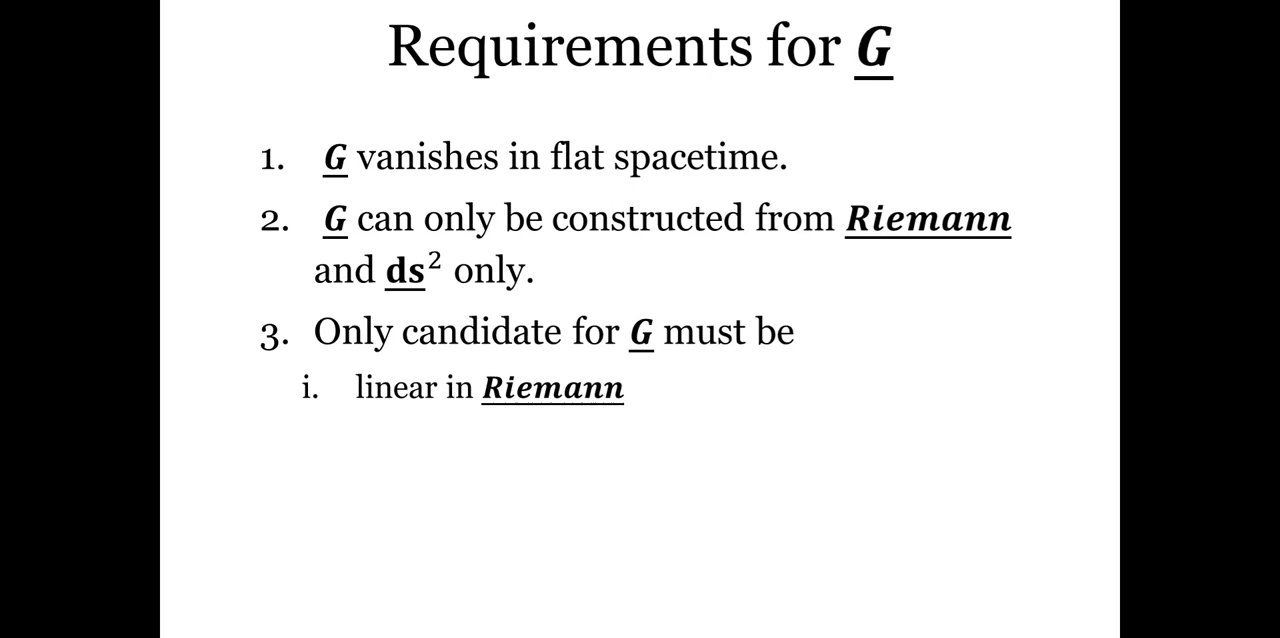 Requirements for G
1. G vanishes in flat spacetime.
2. G can only be constructed from Riemann
and ds² only.
3. Only candidate for G must be
i. linear in Riemann